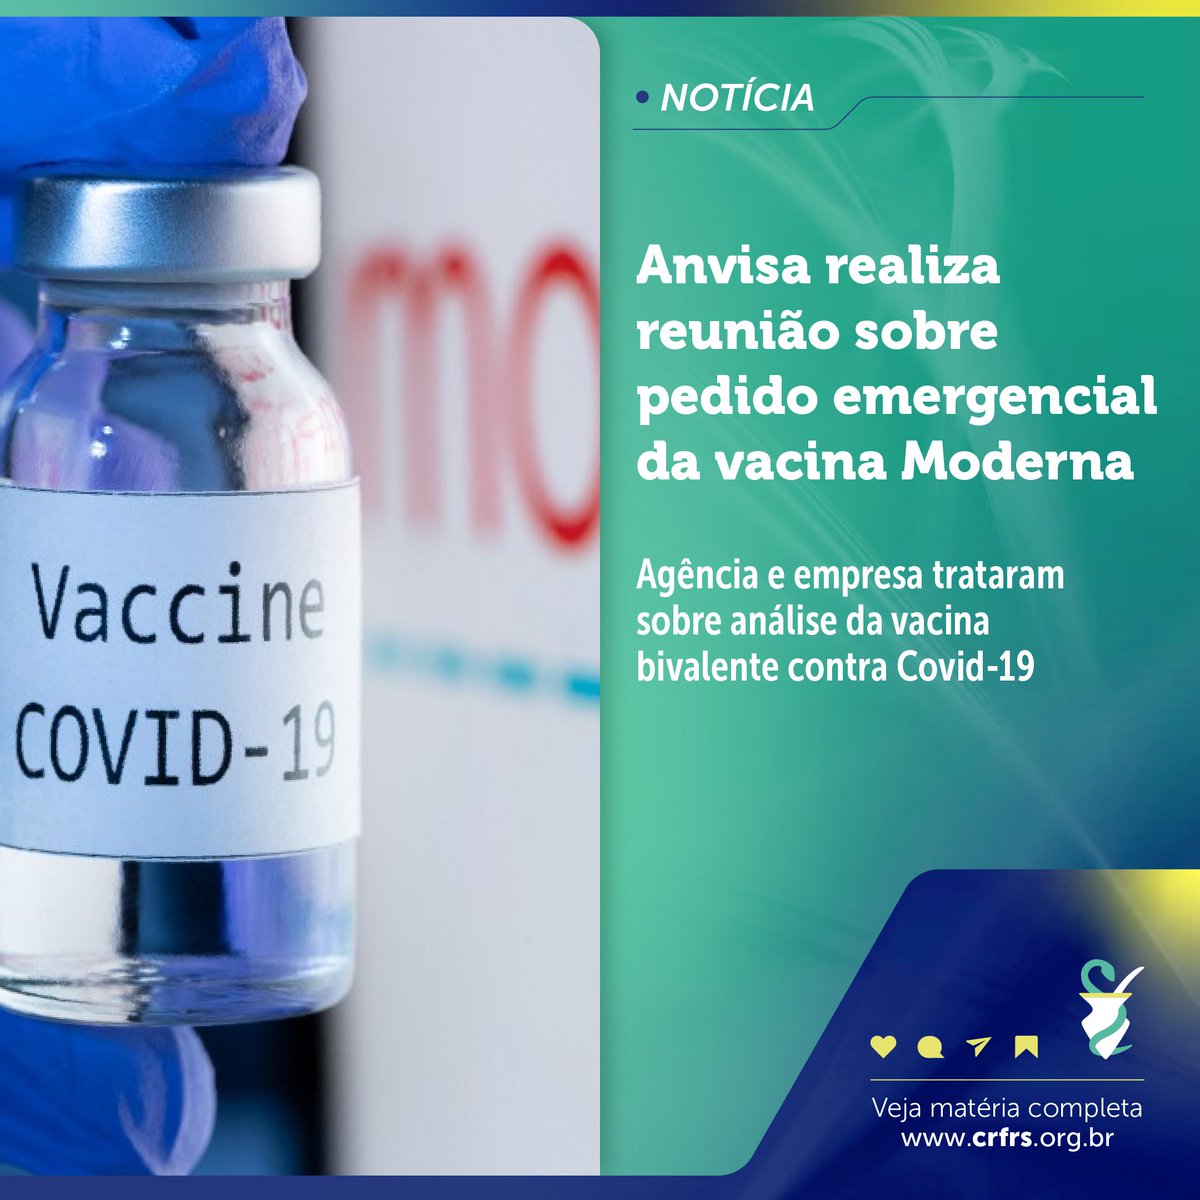 NOTÍCIA
Anvisa realiza
reunião sobre
pedido emergencial
da vacina Moderna
Agência e empresa trataram
sobre análise da vacina
bivalente contra Covid-19
Vaccine
COVID-19
mo
Veja matéria completa
www.crfrs.org.br